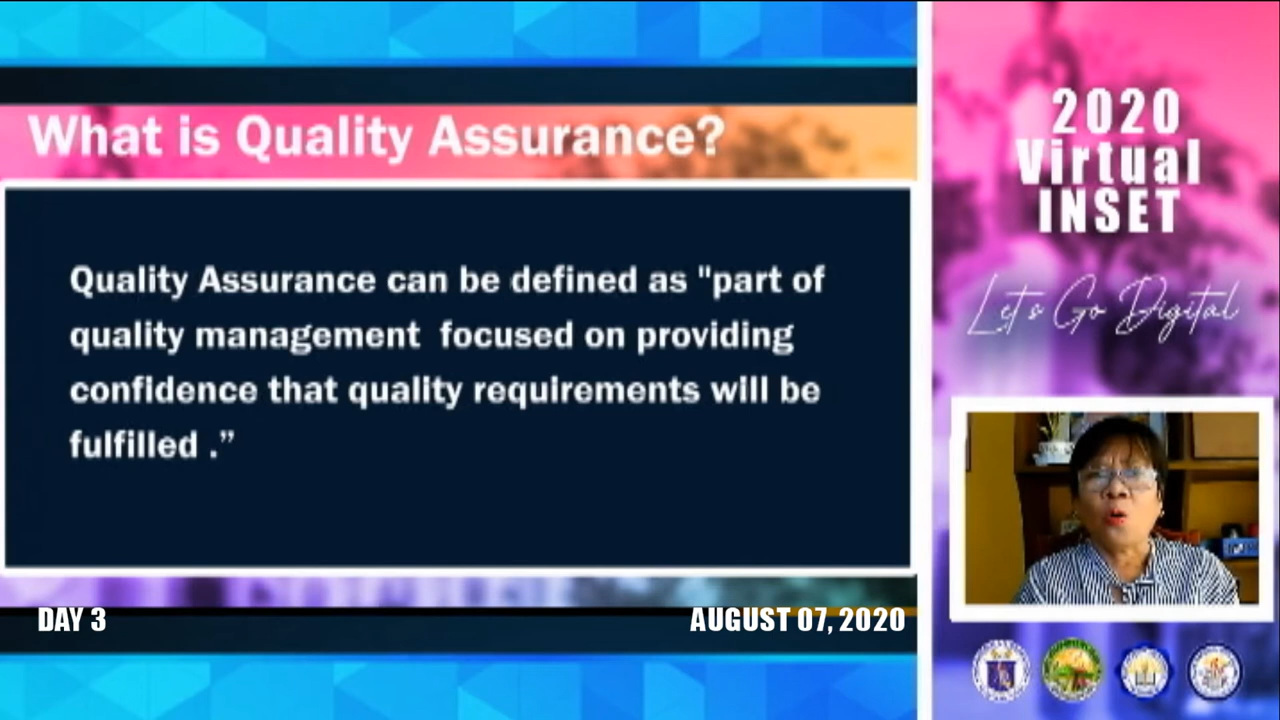 What is Quality Assurance?
Quality Assurance can be defined as "part of
quality management  focused on providing
confidence that quality requirements will be
fulfilled .”
DAY 3
AUGUST 07, 2020
2020
Virtual
INSET
Let's Go Digital